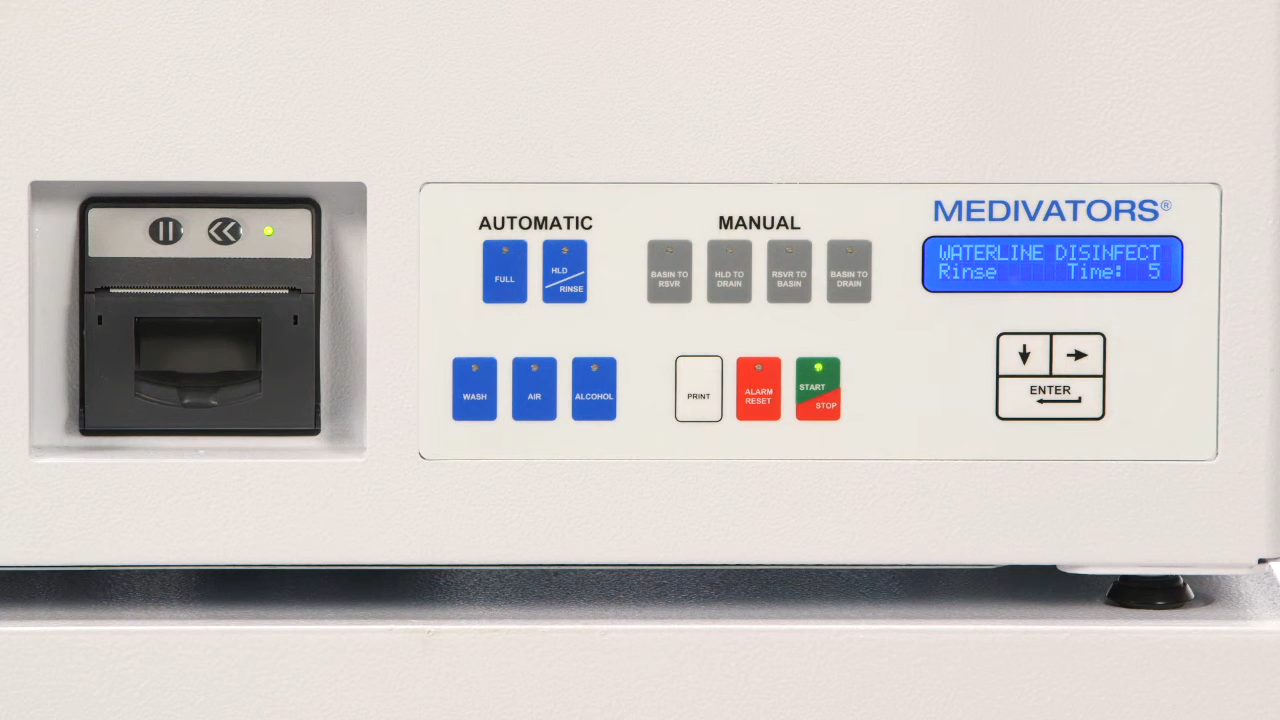 AUTOMATIC
MANUAL
MEDIVATORS®
FULL
HLD
RINSE
BASIN TO
RSVR
HLD TO
DRAIN
RSVR TO
BASIN
BASIN TO
DRAIN
WATERLINE DISINFECT
Rinse Time: 5
WASH
AIR
ALCOHOL
PRINT
ALARM
RESET
START
STOP
ENTER